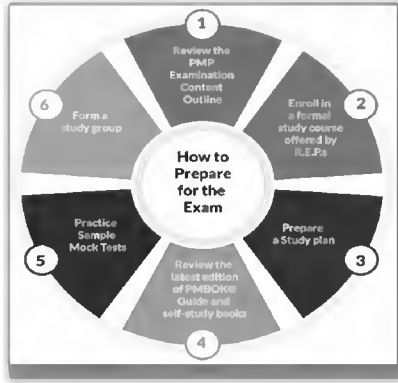 How to
Prepare
for the
Exam
1
Review the
PMP
Examination
Content
Outline
2
Enroll in
a formal
study course
offered by
R.E.P.s
3
Prepare
a Study plan
4
Review the
latest edition
of PMBOK®
Guide and
self-study books
5
Practice
Sample
Mock Tests
6
Form a
study group